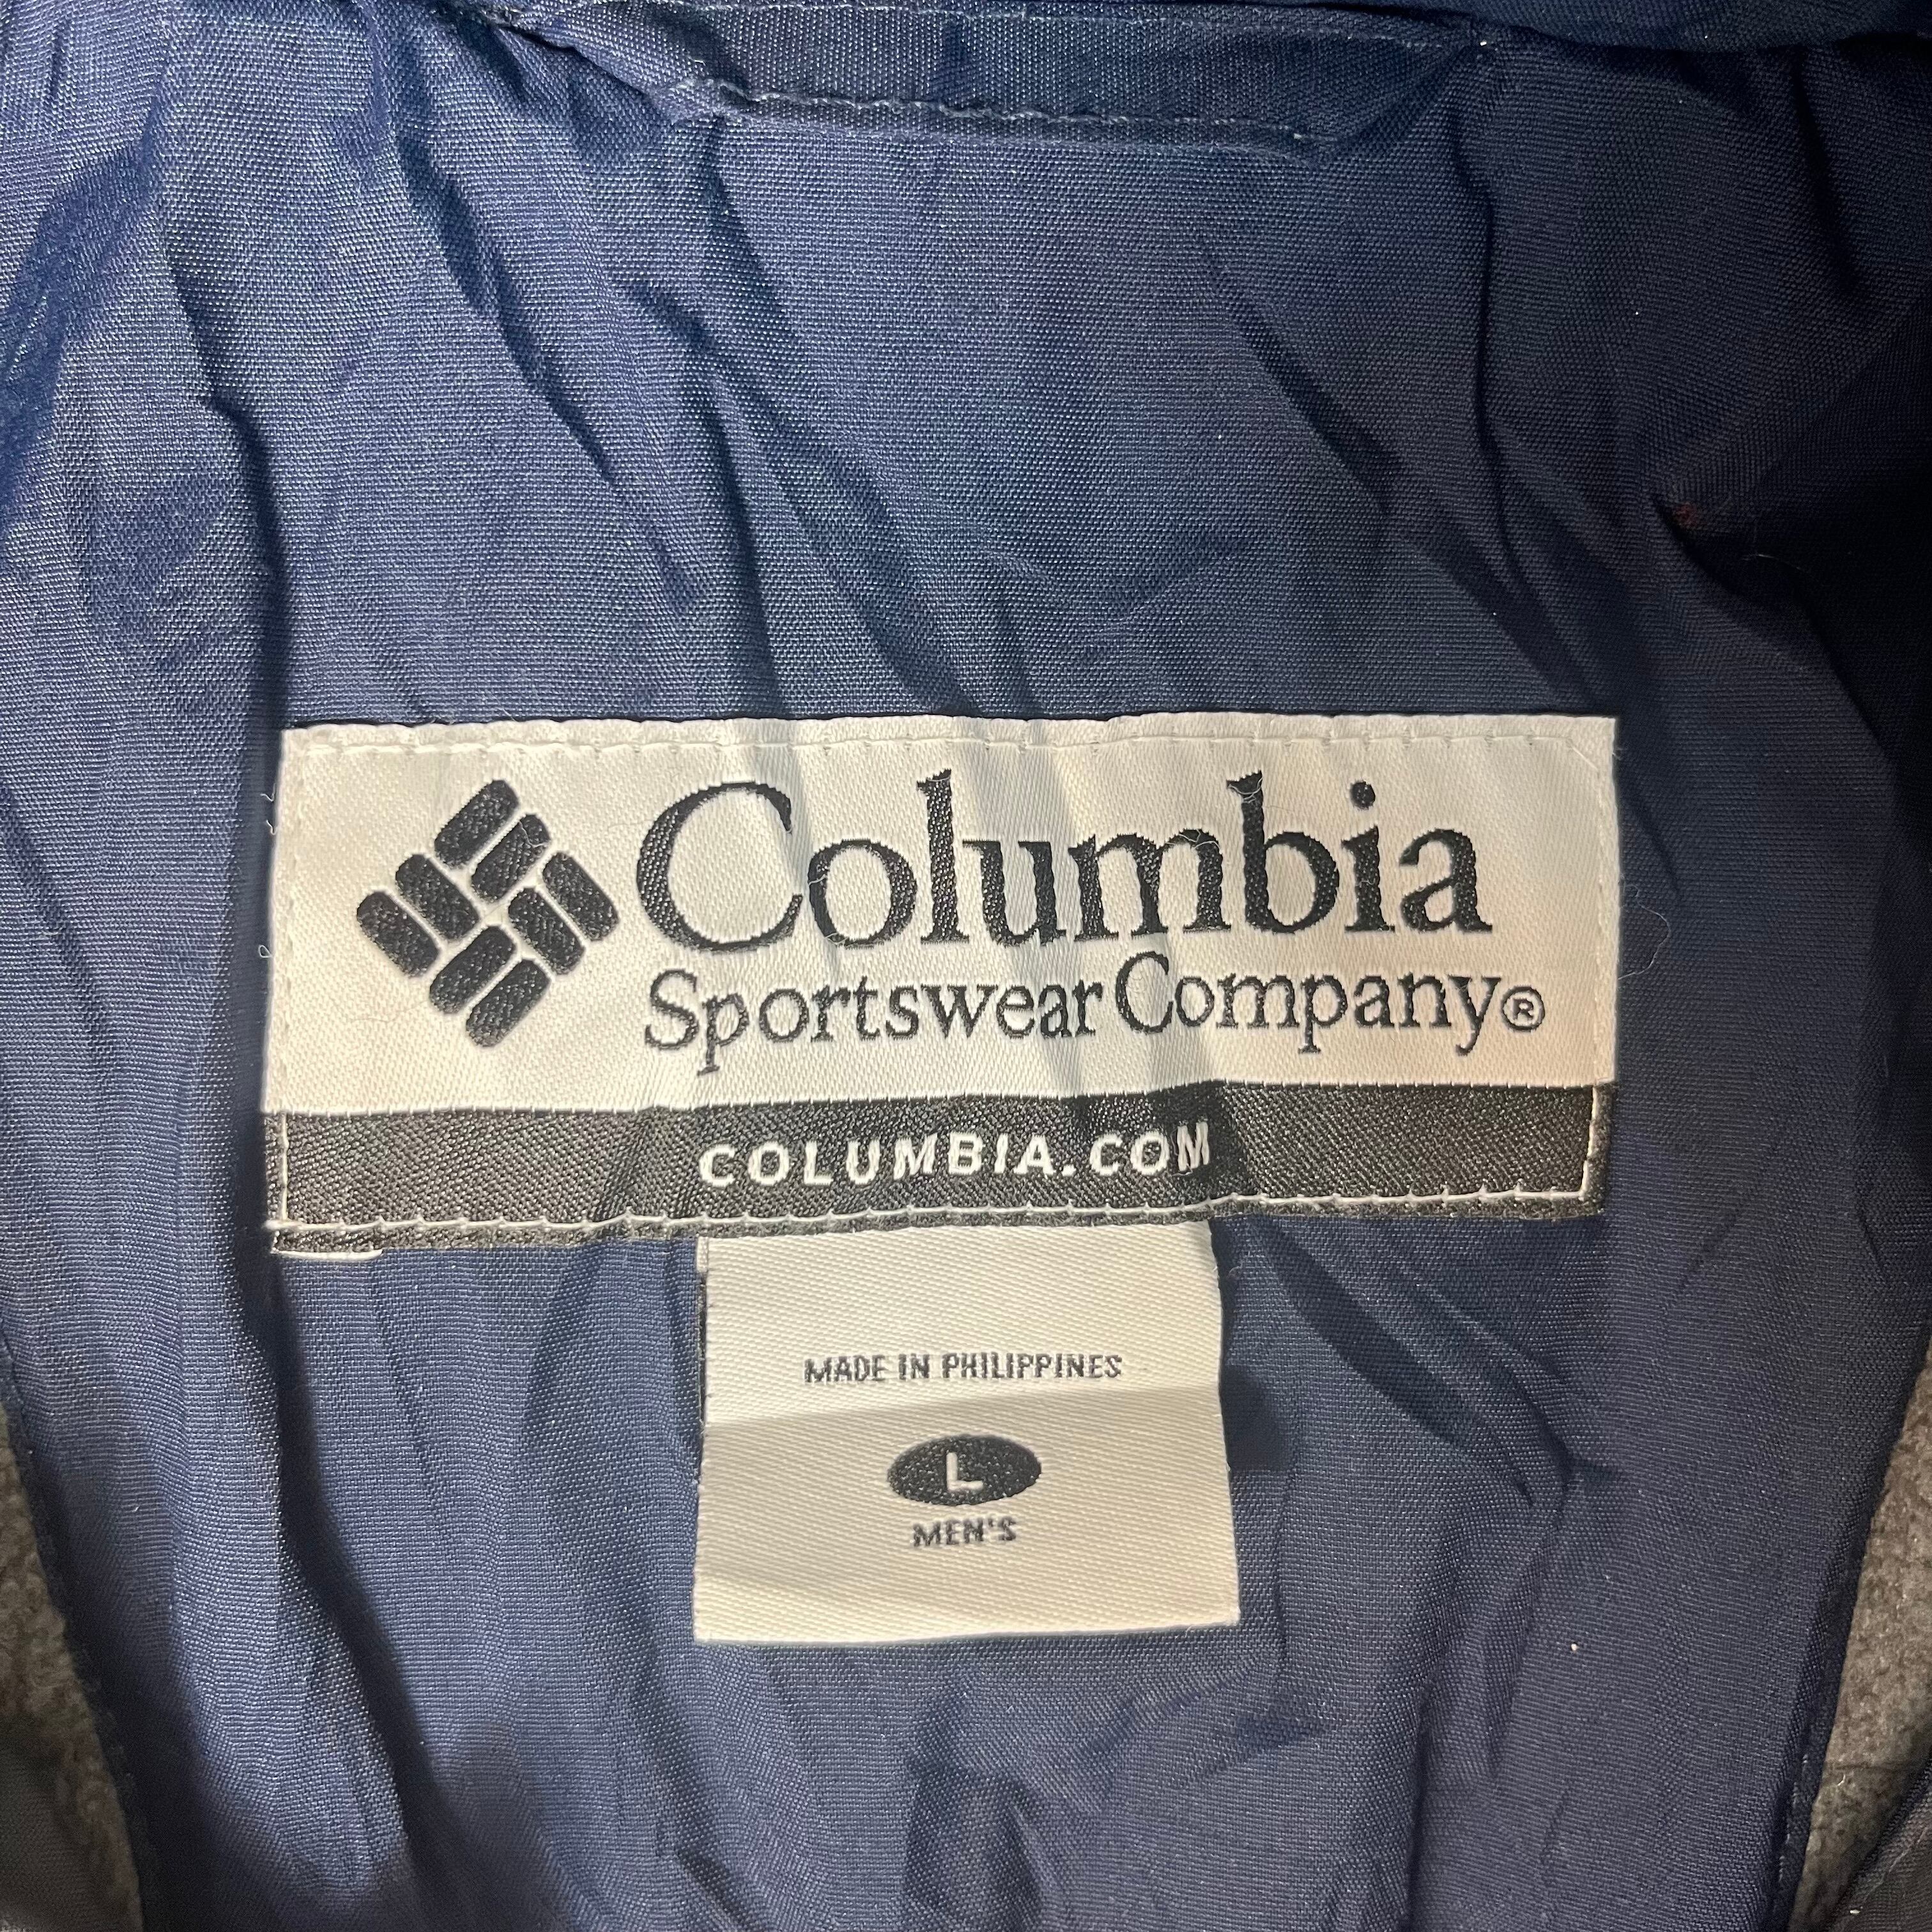 Columbia
Sportswear Company®
COLUMBIA.COM
MADE IN PHILIPPINES
L
MEN'S